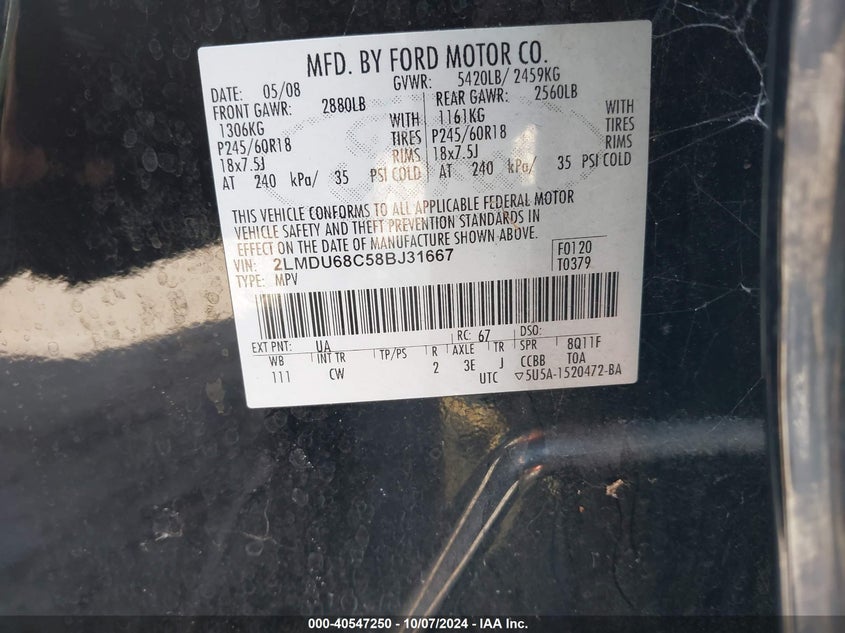 MFD. BY FORD MOTOR CO.
DATE: 05/08 GVWR: 5420LB/ 2459KG
FRONT GAWR: 2880LB REAR GAWR: 2560LB
1306KG WITH 1161KG WITH
P245/60R18 TIRES P245/60R18 TIRES
18x7.5J RIMS 18x7.5J RIMS
AT 240 kPa/ 35 PSI COLD AT 240 kPa/ 35 PSI COLD
THIS VEHICLE CONFORMS TO ALL APPLICABLE FEDERAL MOTOR
VEHICLE SAFETY AND THEFT PREVENTION STANDARDS IN
EFFECT ON THE DATE OF MANUFACTURE SHOWN ABOVE.
VIN: 2LMDU68C58BJ31667 F0120
TYPE: MPV T0379
EXT PNT: UA RC: 67 DSO:
WB INT TR TP/PS R AXLE TR SPR 8Q11F
111 CW 2 3E J CCBB TOA
UTC ▽5U5A-1520472-BA
000-40547250 - 10/07/2024 - IAA Inc.